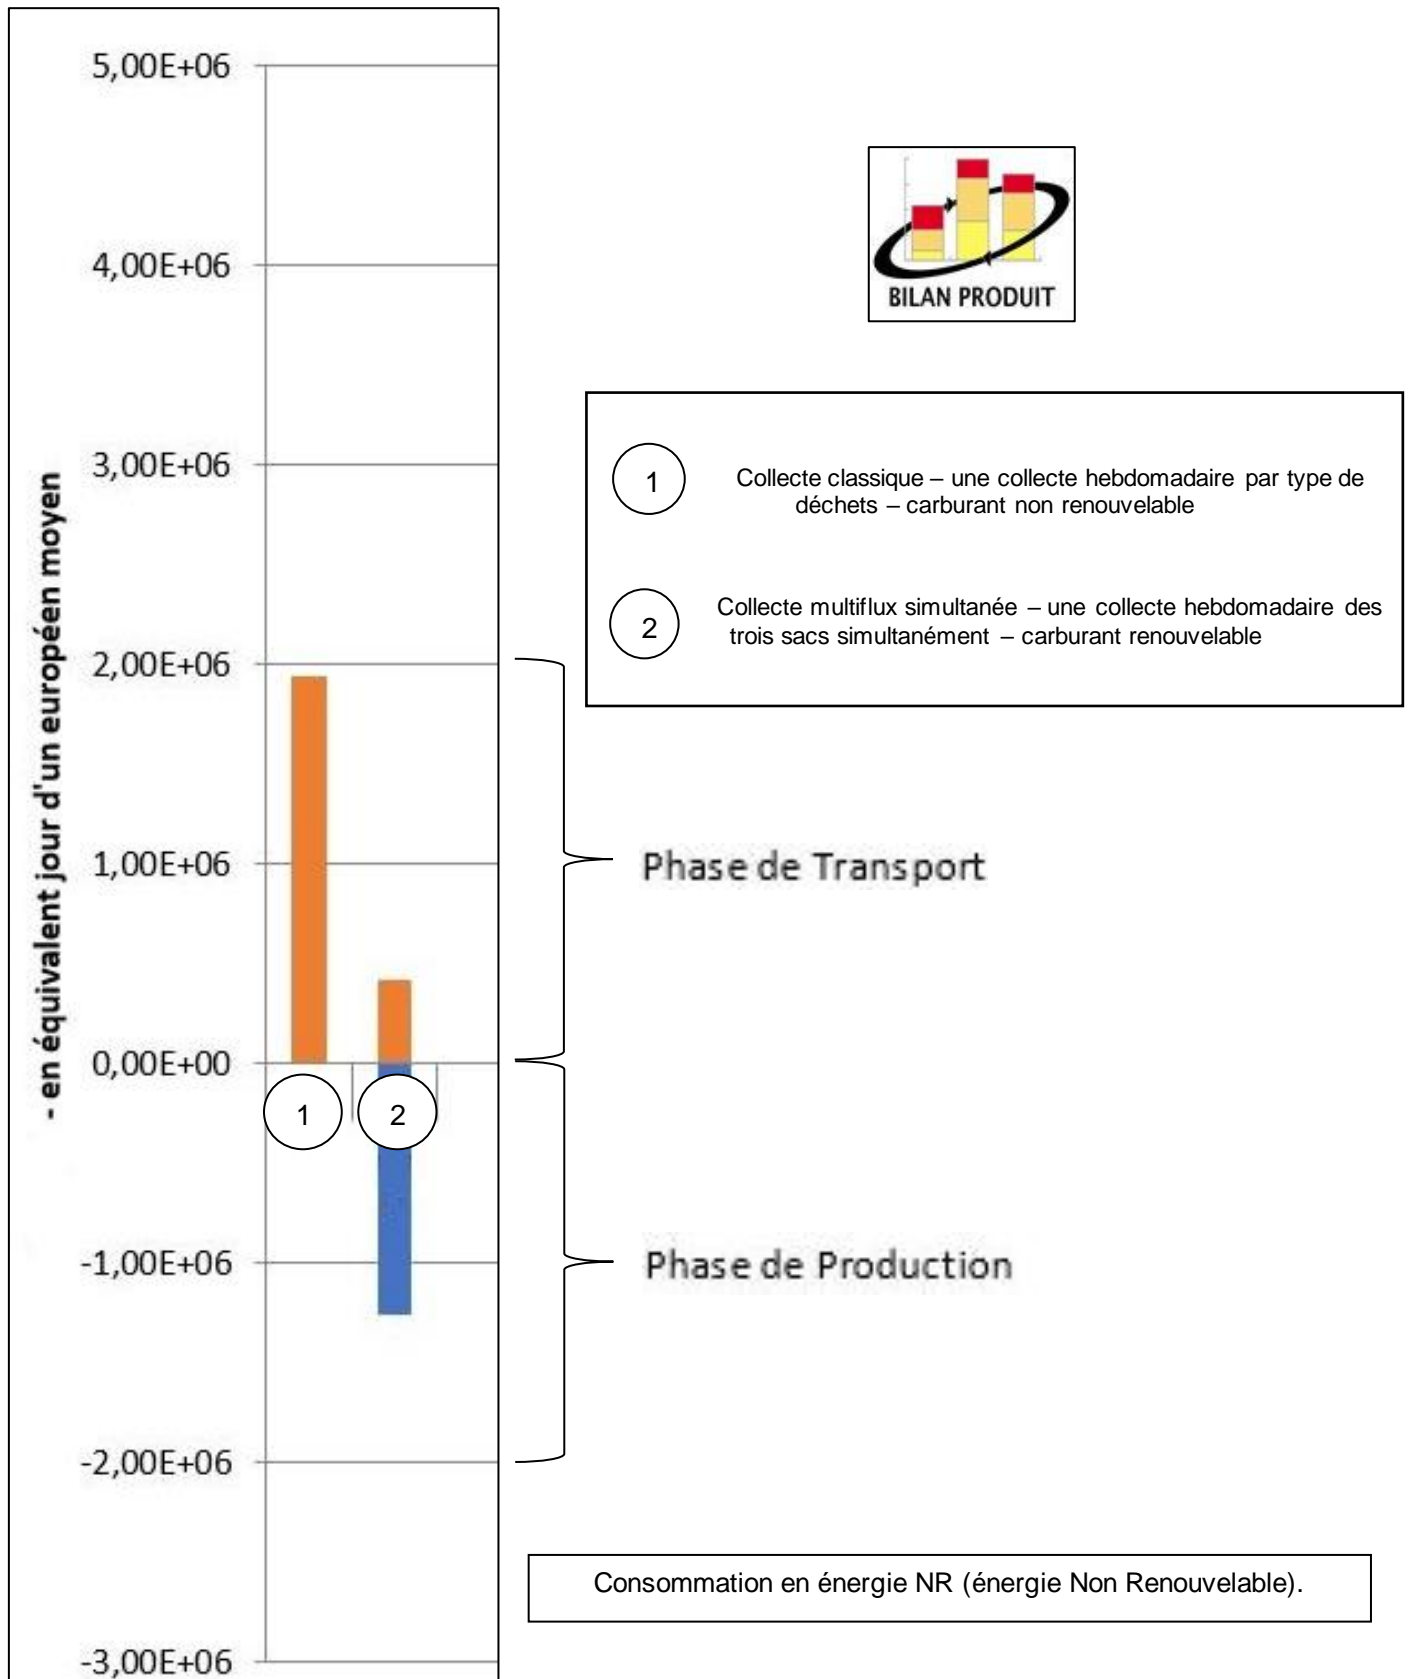 5,00E+06
4,00E+06
3,00E+06
2,00E+06
1,00E+06
0,00E+00
-1,00E+06
-2,00E+06
-3,00E+06
- en équivalent jour d'un européen moyen
1
2
BILAN PRODUIT
1
Collecte classique – une collecte hebdomadaire par type de
déchets – carburant non renouvelable
2
Collecte multiflux simultanée – une collecte hebdomadaire des
trois sacs simultanément – carburant renouvelable
Phase de Transport
Phase de Production
Consommation en énergie NR (énergie Non Renouvelable).